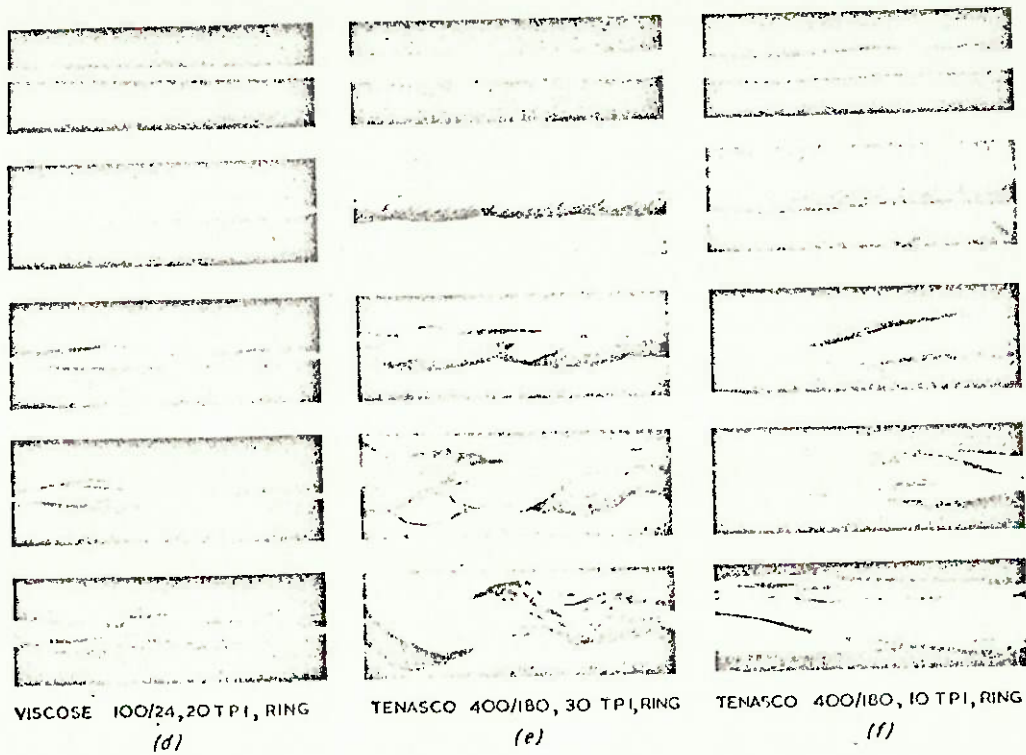 VISCOSE 100/24, 20 TPI, RING
(d)
TENASCO 400/180, 30 TPI, RING
(e)
TENASCO 400/180, 10 TPI, RING
(f)